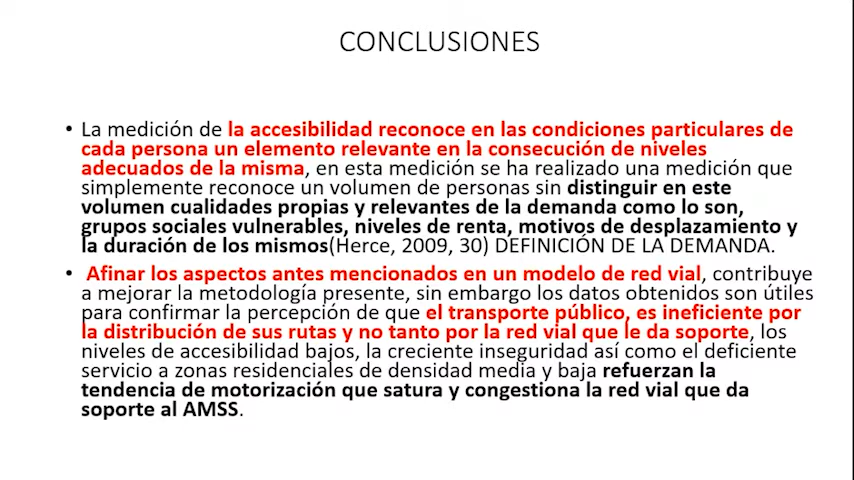 CONCLUSIONES
• La medición de la accesibilidad reconoce en las condiciones particulares de
cada persona un elemento relevante en la consecución de niveles
adecuados de la misma, en esta medición se ha realizado una medición que
simplemente reconoce un volumen de personas sin distinguir en este
volumen cualidades propias y relevantes de la demanda como lo son,
grupos sociales vulnerables, niveles de renta, motivos de desplazamiento y
la duración de los mismos(Herce, 2009, 30) DEFINICIÓN DE LA DEMANDA.
• Afinar los aspectos antes mencionados en un modelo de red vial, contribuye
a mejorar la metodología presente, sin embargo los datos obtenidos son útiles
para confirmar la percepción de que el transporte público, es ineficiente por
la distribución de sus rutas y no tanto por la red vial que le da soporte, los
niveles de accesibilidad bajos, la creciente inseguridad así como el deficiente
servicio a zonas residenciales de densidad media y baja refuerzan la
tendencia de motorización que satura y congestiona la red vial que da
soporte al AMSS.